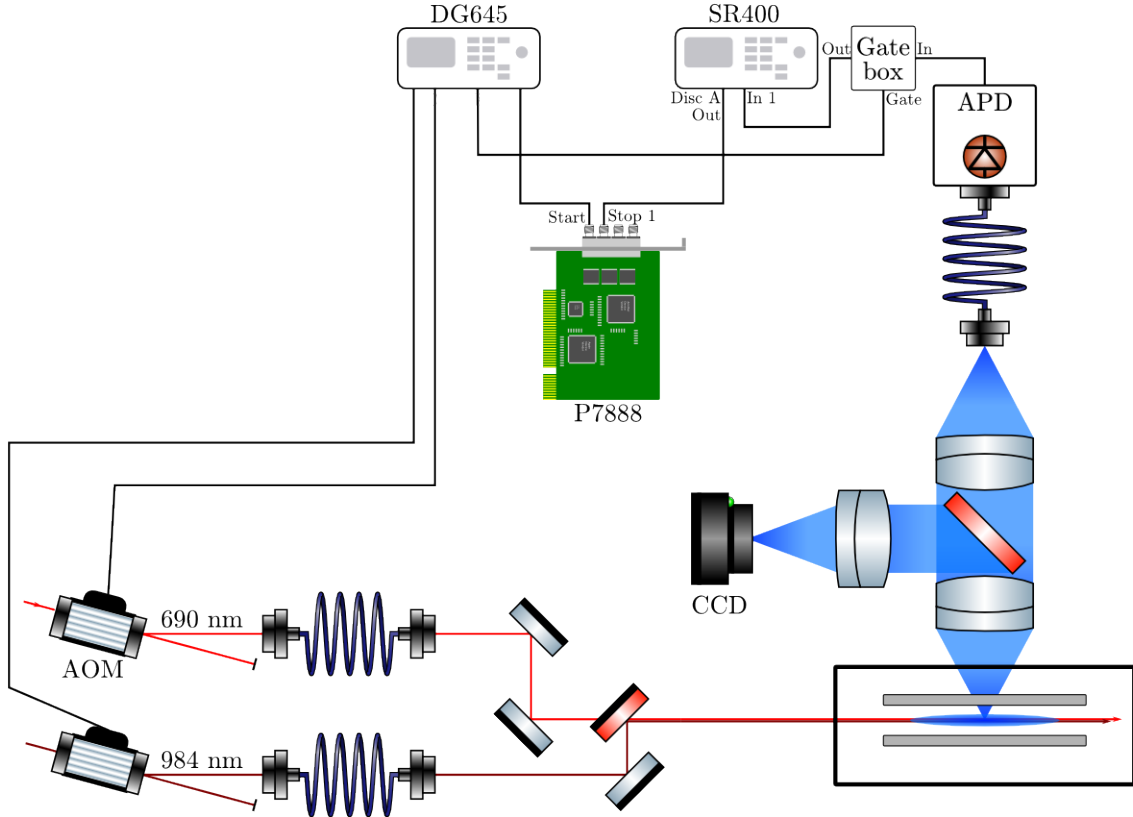 DG645
SR400
Out
Gate
box
In
Disc A
Out
In 1
Gate
APD
Start
Stop 1
P7888
CCD
690 nm
AOM
984 nm